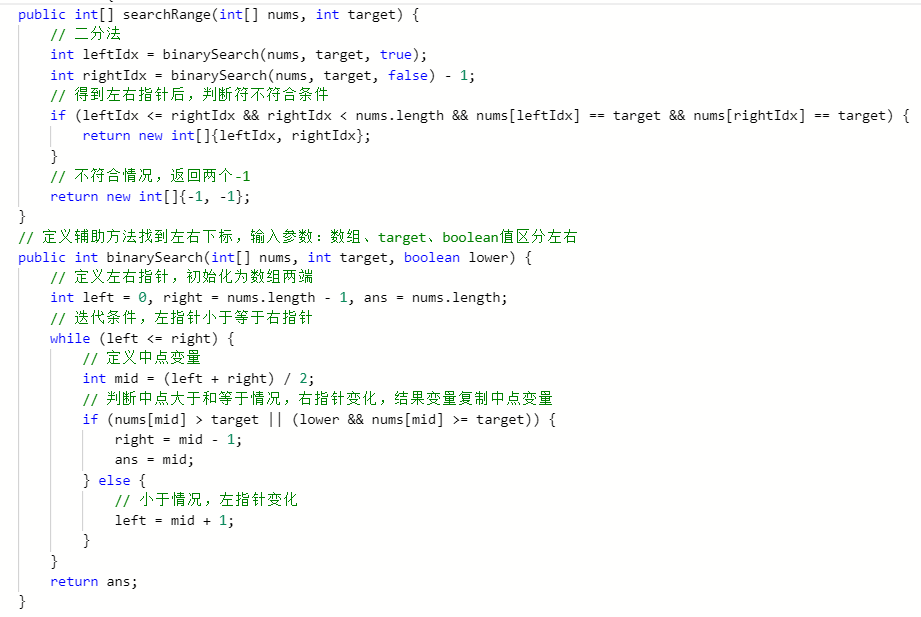 public int[] searchRange(int[] nums, int target) {
    // 二分法
    int leftIdx = binarySearch(nums, target, true);
    int rightIdx = binarySearch(nums, target, false) - 1;
    // 得到左右指针后，判断符不符合条件
    if (leftIdx <= rightIdx && rightIdx < nums.length && nums[leftIdx] == target && nums[rightIdx] == target) {
        return new int[]{leftIdx, rightIdx};
    }
    // 不符合情况，返回两个-1
    return new int[]{-1, -1};
}
// 定义辅助方法找到左右下标，输入参数：数组、target、boolean值区分左右
public int binarySearch(int[] nums, int target, boolean lower) {
    // 定义左右指针，初始化为数组两端
    int left = 0, right = nums.length - 1, ans = nums.length;
    // 迭代条件，左指针小于等于右指针
    while (left <= right) {
        // 定义中点变量
        int mid = (left + right) / 2;
        // 判断中点大于和等于情况，右指针变化，结果变量复制中点变量
        if (nums[mid] > target || (lower && nums[mid] >= target)) {
            right = mid - 1;
            ans = mid;
        } else {
            // 小于情况，左指针变化
            left = mid + 1;
        }
    }
    return ans;
}